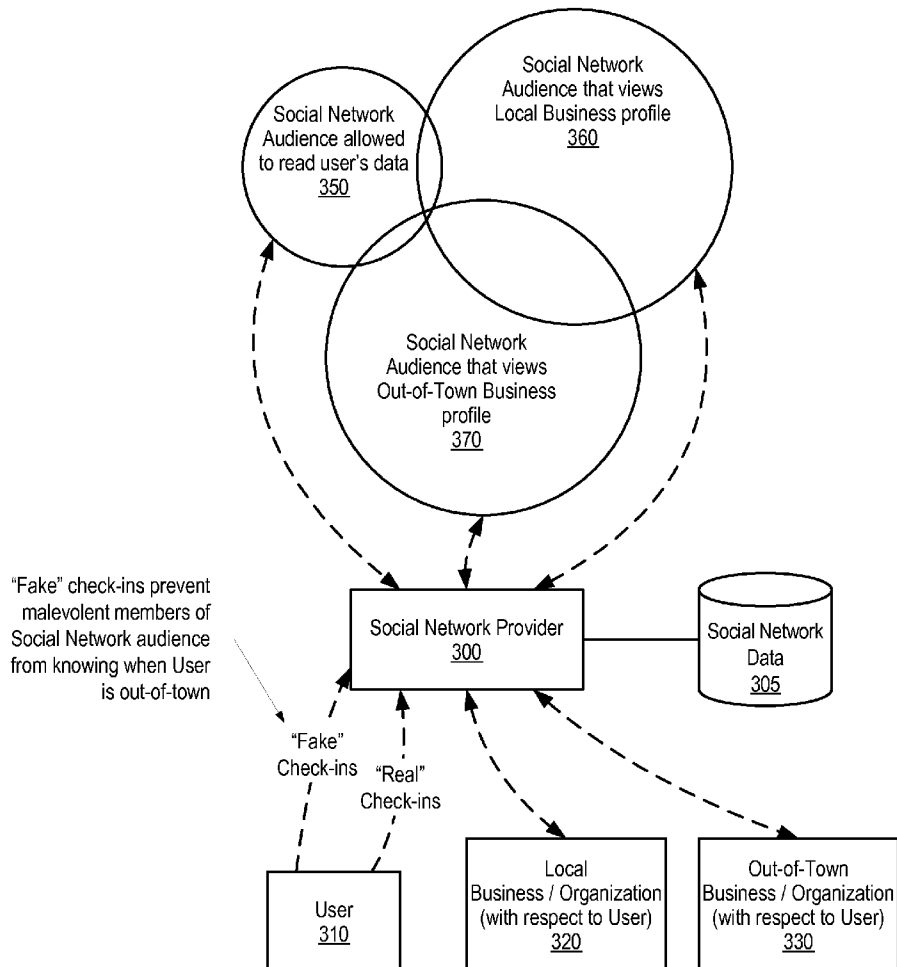 Social Network
Audience that views
Local Business profile
360
Social Network
Audience allowed
to read user's data
350
Social Network
Audience that views
Out-of-Town Business
profile
370
"Fake" check-ins prevent
malevolent members of
Social Network audience
from knowing when User
is out-of-town
Social Network Provider
300
Social Network
Data
305
"Fake"
Check-ins
"Real"
Check-ins
User
310
Local
Business / Organization
(with respect to User)
320
Out-of-Town
Business / Organization
(with respect to User)
330